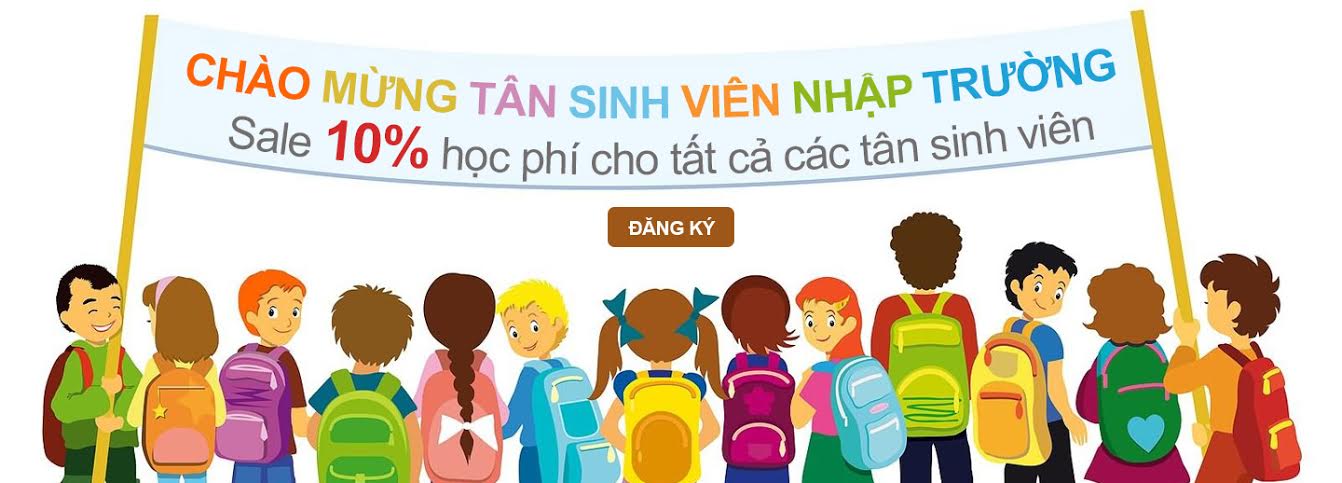 CHÀO MỪNG TÂN SINH VIÊN NHẬP TRƯỜNG
Sale 10% học phí cho tất cả các tân sinh viên
ĐĂNG KÝ